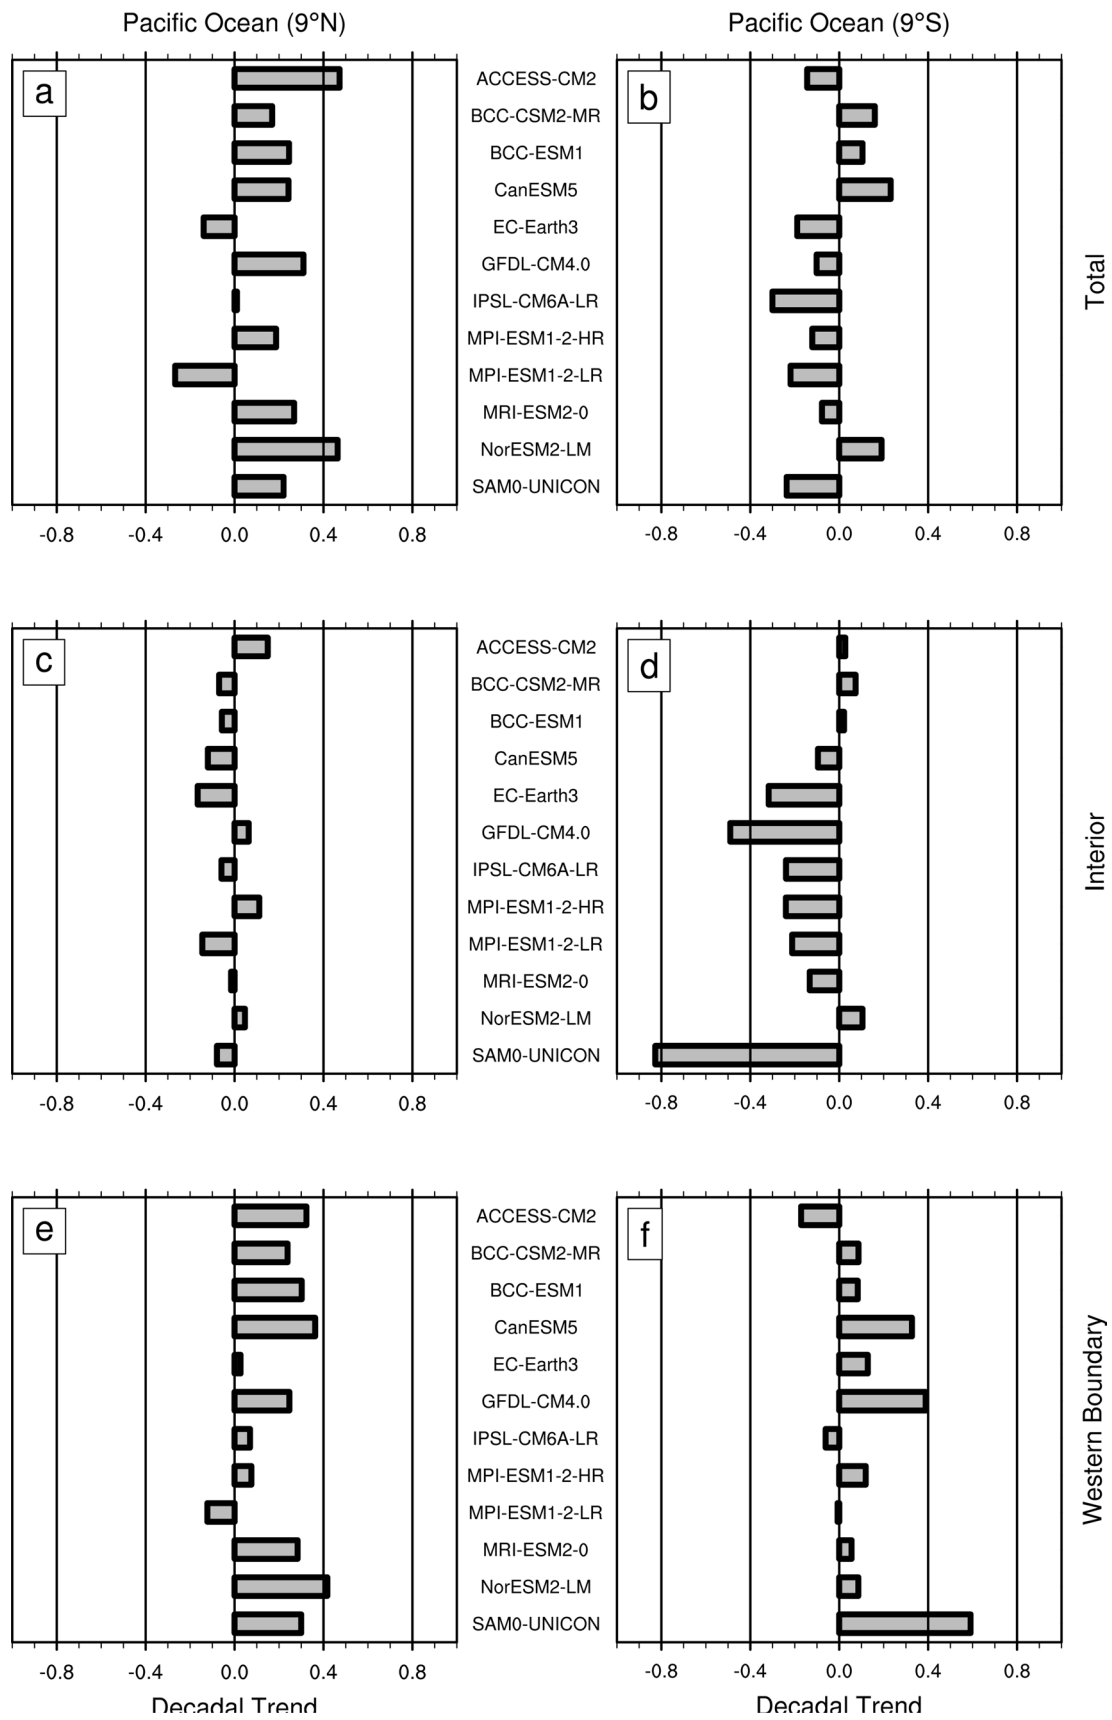 Pacific Ocean (9°N)
Pacific Ocean (9°S)
a
b
ACCESS-CM2
BCC-CSM2-MR
BCC-ESM1
CanESM5
EC-Earth3
GFDL-CM4.0
IPSL-CM6A-LR
MPI-ESM1-2-HR
MPI-ESM1-2-LR
MRI-ESM2-0
NorESM2-LM
SAM0-UNICON
Total
-0.8 -0.4 0.0 0.4 0.8
-0.8 -0.4 0.0 0.4 0.8
c
d
ACCESS-CM2
BCC-CSM2-MR
BCC-ESM1
CanESM5
EC-Earth3
GFDL-CM4.0
IPSL-CM6A-LR
MPI-ESM1-2-HR
MPI-ESM1-2-LR
MRI-ESM2-0
NorESM2-LM
SAM0-UNICON
Interior
-0.8 -0.4 0.0 0.4 0.8
-0.8 -0.4 0.0 0.4 0.8
e
f
ACCESS-CM2
BCC-CSM2-MR
BCC-ESM1
CanESM5
EC-Earth3
GFDL-CM4.0
IPSL-CM6A-LR
MPI-ESM1-2-HR
MPI-ESM1-2-LR
MRI-ESM2-0
NorESM2-LM
SAM0-UNICON
Western Boundary
-0.8 -0.4 0.0 0.4 0.8
-0.8 -0.4 0.0 0.4 0.8
Decadal Trend
Decadal Trend